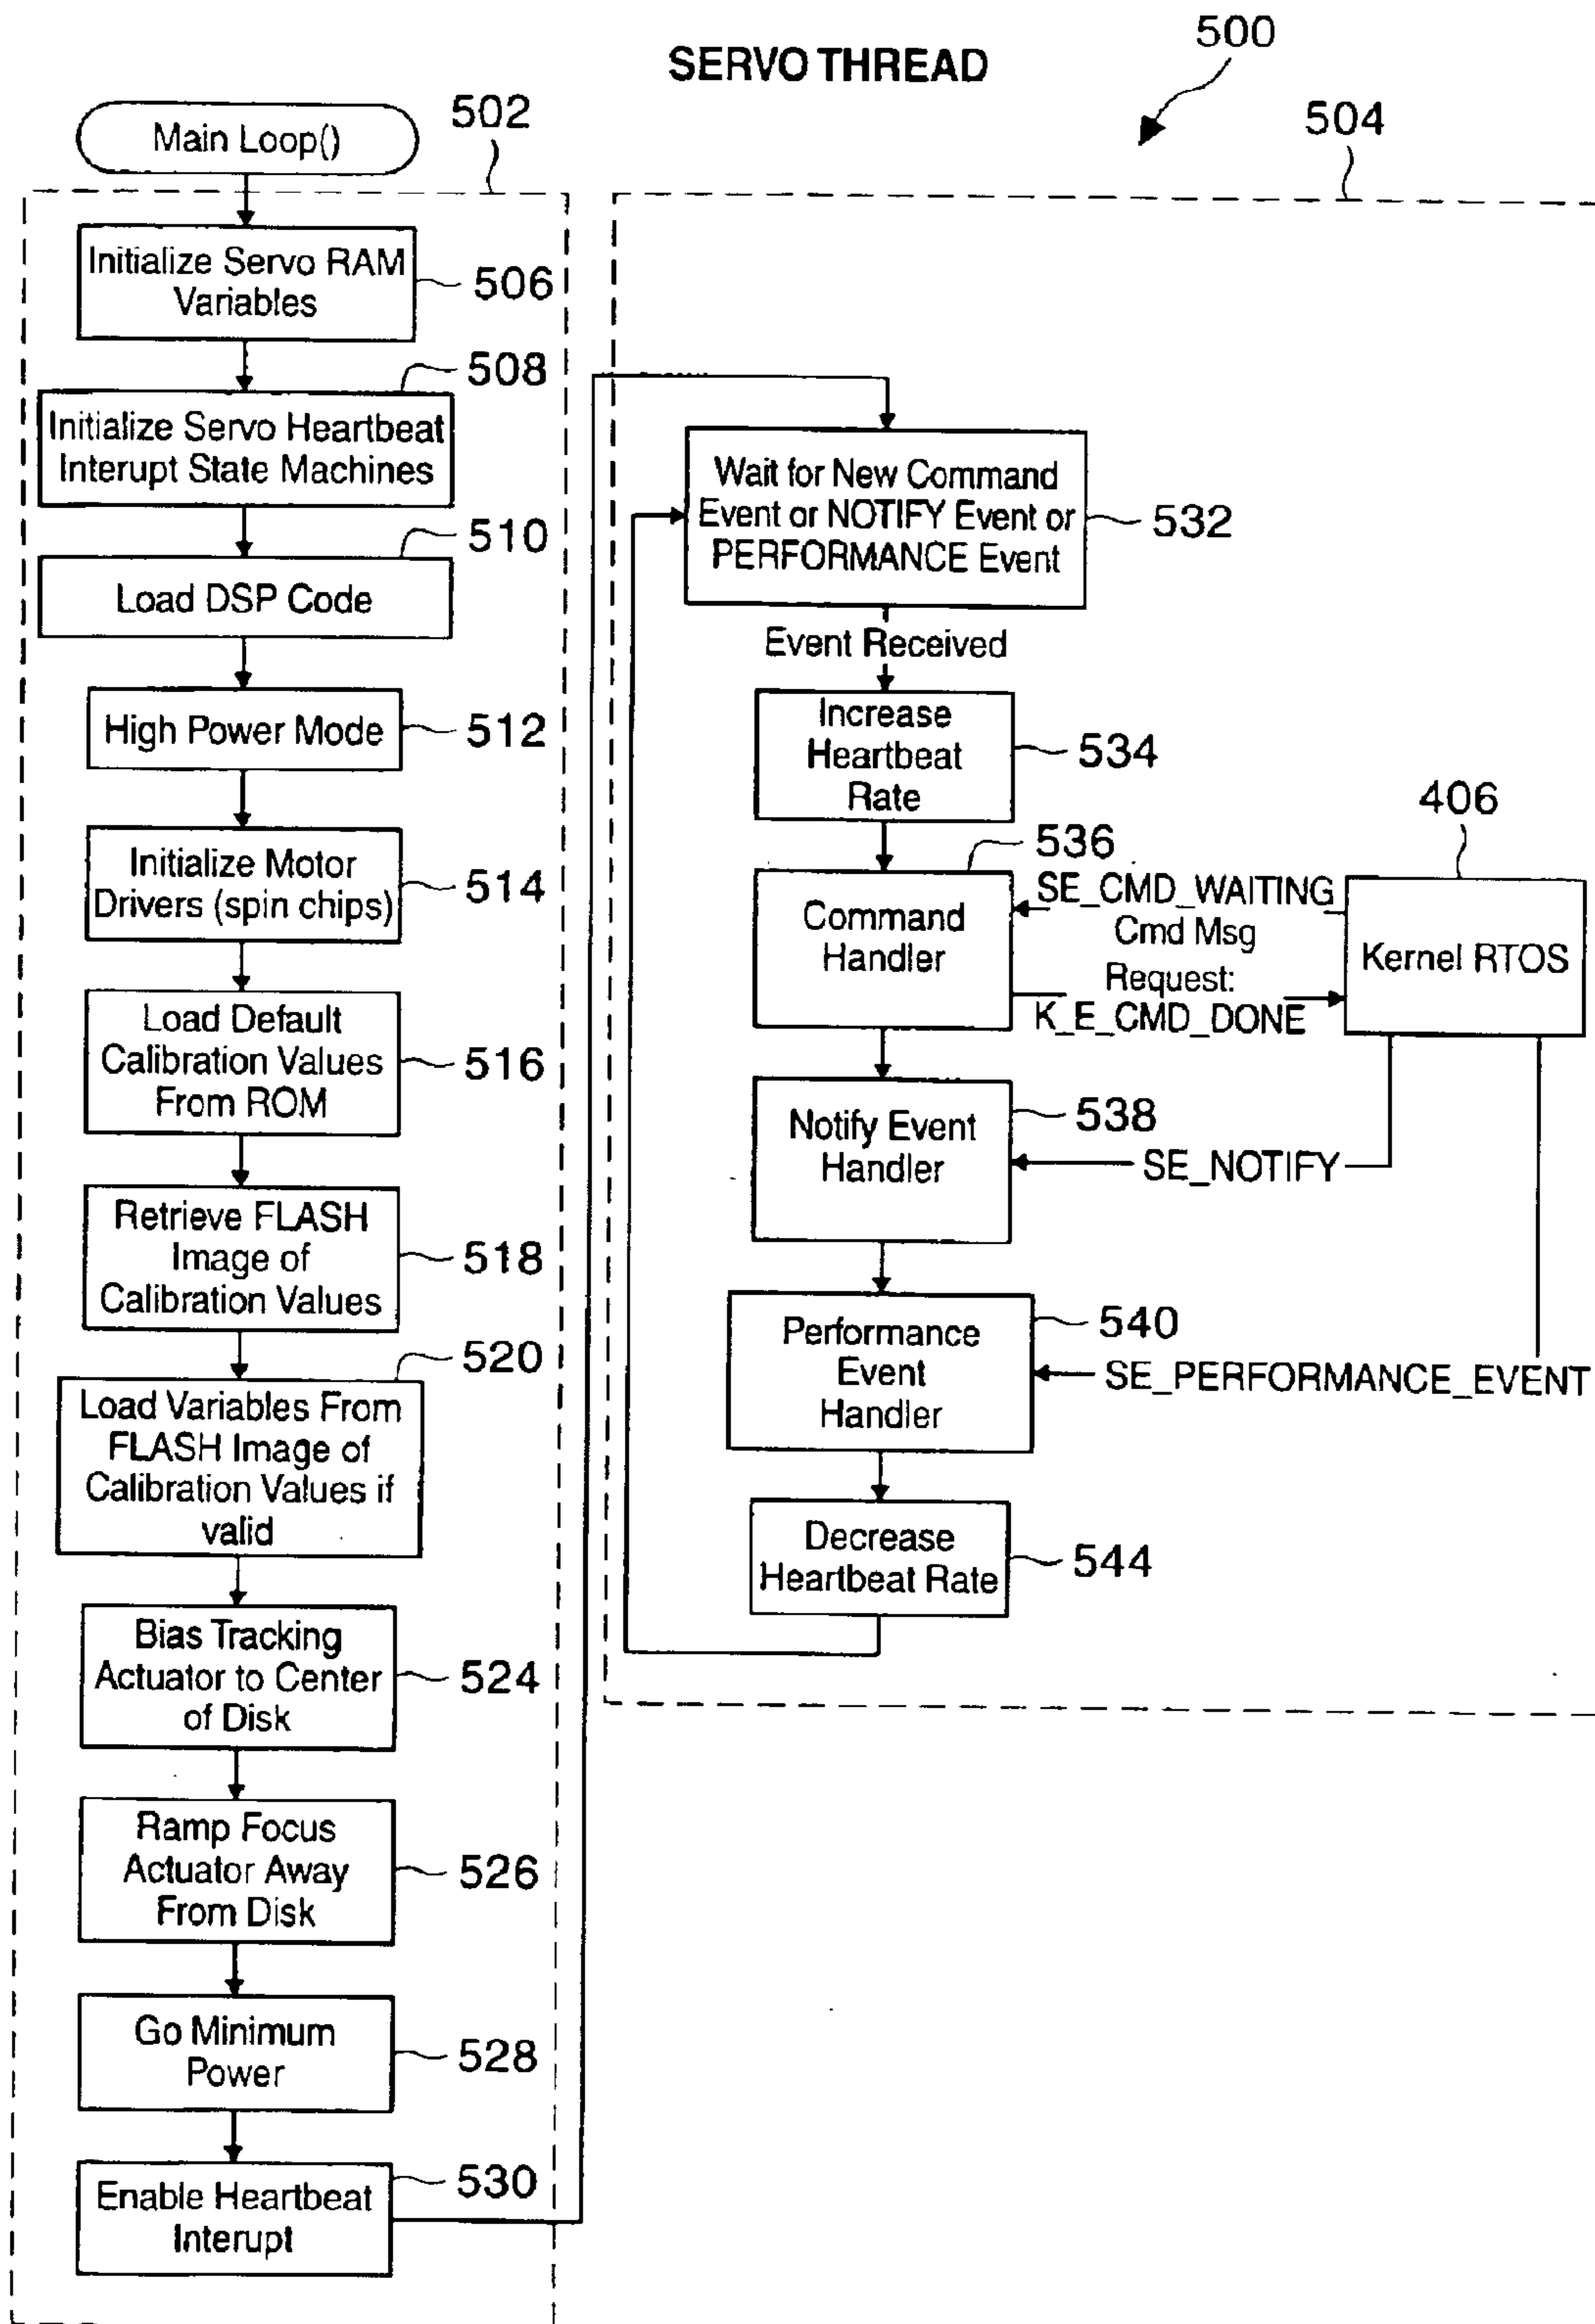 SERVO THREAD
500
Main Loop()
502
504
Initialize Servo RAM
Variables
506
508
Initialize Servo Heartbeat
Interupt State Machines
510
Load DSP Code
High Power Mode
512
Initialize Motor
Drivers (spin chips)
514
Load Default
Calibration Values
From ROM
516
Retrieve FLASH
Image of
Calibration Values
518
520
Load Variables From
FLASH Image of
Calibration Values if
valid
Bias Tracking
Actuator to Center
of Disk
524
Ramp Focus
Actuator Away
From Disk
526
Go Minimum
Power
528
Enable Heartbeat
Interupt
530
Wait for New Command
Event or NOTIFY Event or
PERFORMANCE Event
532
Event Received
Increase
Heartbeat
Rate
534
536
Command
Handler
SE_CMD_WAITING
Cmd Msg
Request:
K_E_CMD_DONE
406
Kernel RTOS
Notify Event
Handler
538
SE_NOTIFY
Performance
Event
Handler
540
SE_PERFORMANCE_EVENT
Decrease
Heartbeat Rate
544